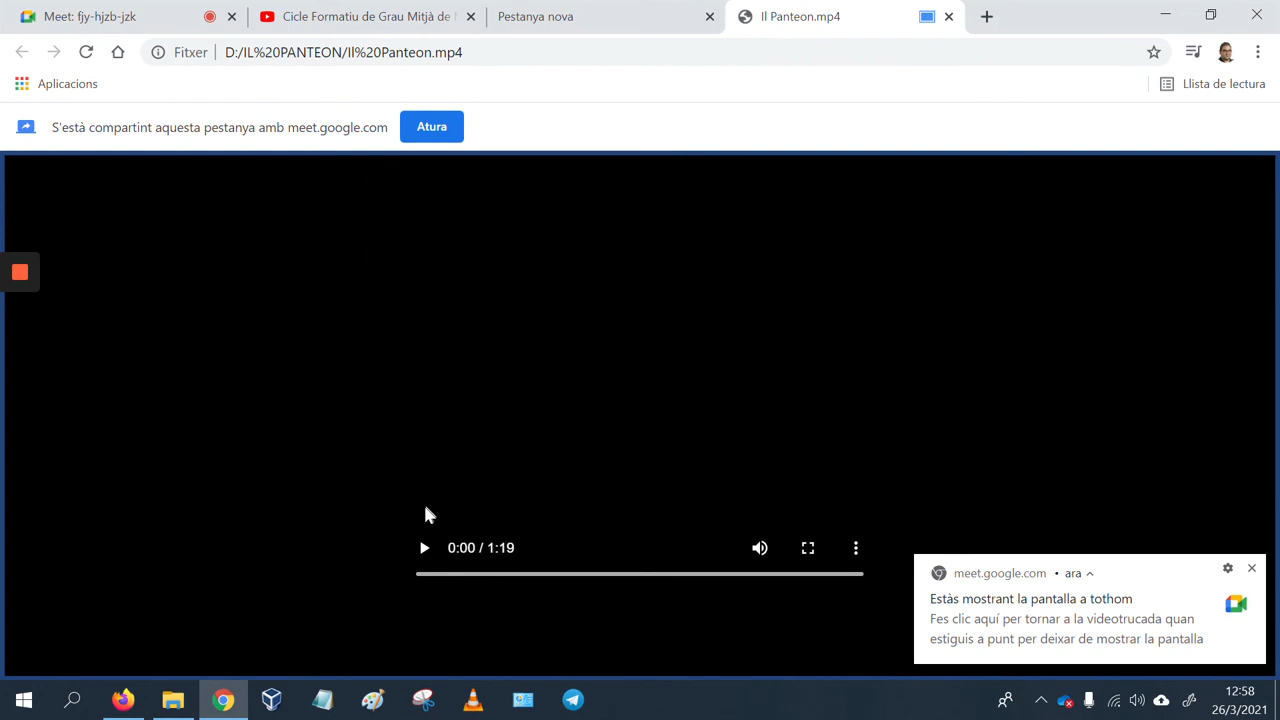 Meet: fjy-hjzb-jzk
Cicle Formatiu de Grau Mitjà de
Pestanya nova
Il Panteon.mp4
Fitxer D:/IL%20PANTEON/Il%20Panteon.mp4
Aplicacions
Llista de lectura
S'està compartint aquesta pestanya amb meet.google.com
Atura
0:00 / 1:19
meet.google.com • ara
Estàs mostrant la pantalla a tothom
Fes clic aquí per tornar a la videotrucada quan
estiguis a punt per deixar de mostrar la pantalla
12:58
26/3/2021